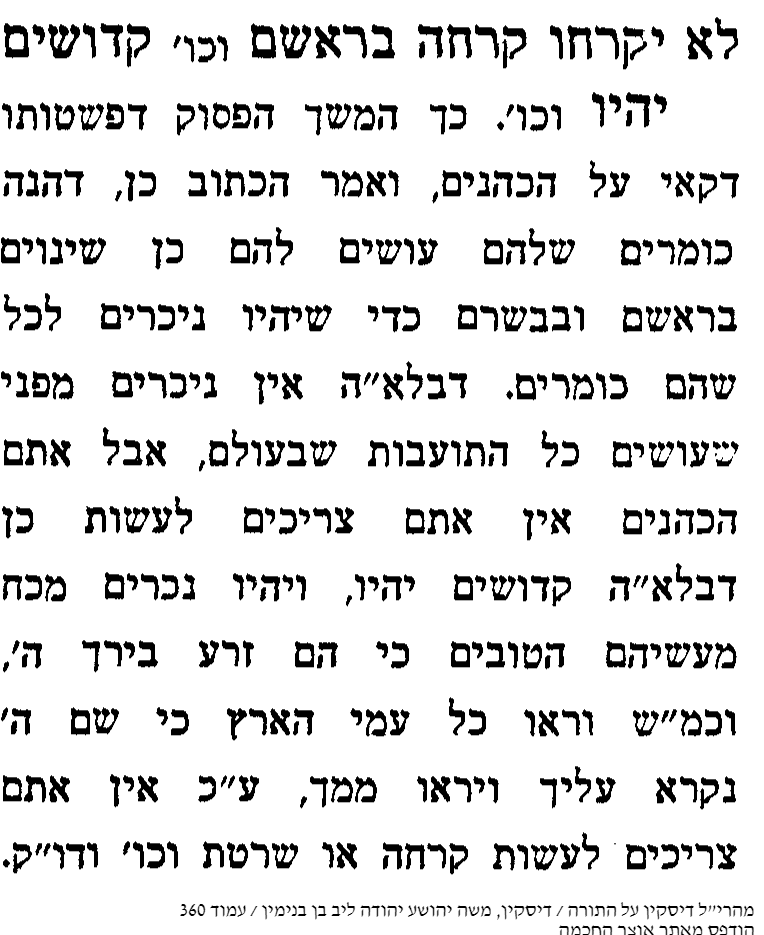 לא יקרחו קרחה בראשם וכו׳ קדושים
יהיו וכו׳. כך המשך הפסוק דפשטותו
דקאי על הכהנים, ואמר הכתוב כן, דהנה
כומרים שלהם עושים להם כן שינוים
בראשם ובבשרם כדי שיהיו ניכרים לכל
שהם כומרים. דבלא״ה אין ניכרים מפני
שעושים כל התועבות שבעולם, אבל אתם
הכהנים אין אתם צריכים לעשות כן
דבלא״ה קדושים יהיו, ויהיו נכרים מכח
מעשיהם הטובים כי הם זרע בירך ה׳,
וכמ״ש וראו כל עמי הארץ כי שם ה׳
נקרא עליך ויראו ממך, ע״כ אין אתם
צריכים לעשות קרחה או שרטת וכו׳ ודו״ק.
מהרי״ל דיסקין על התורה / דיסקין, משה יהושע יהודה ליב בן בנימין / עמוד 360
הודפס מאתר אוצר החכמה